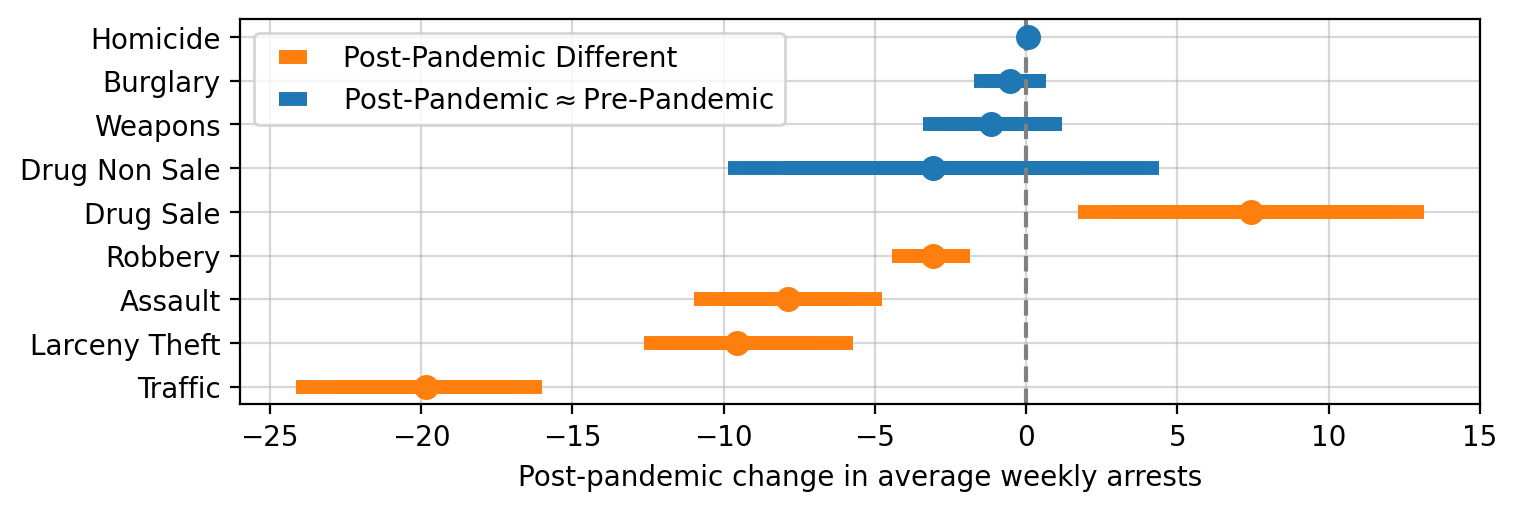 Homicide
Burglary
Weapons
Drug Non Sale
Drug Sale
Robbery
Assault
Larceny Theft
Traffic
Post-Pandemic Different
Post-Pandemic ≈ Pre-Pandemic
−25 −20 −15 −10 −5 0 5 10 15
Post-pandemic change in average weekly arrests